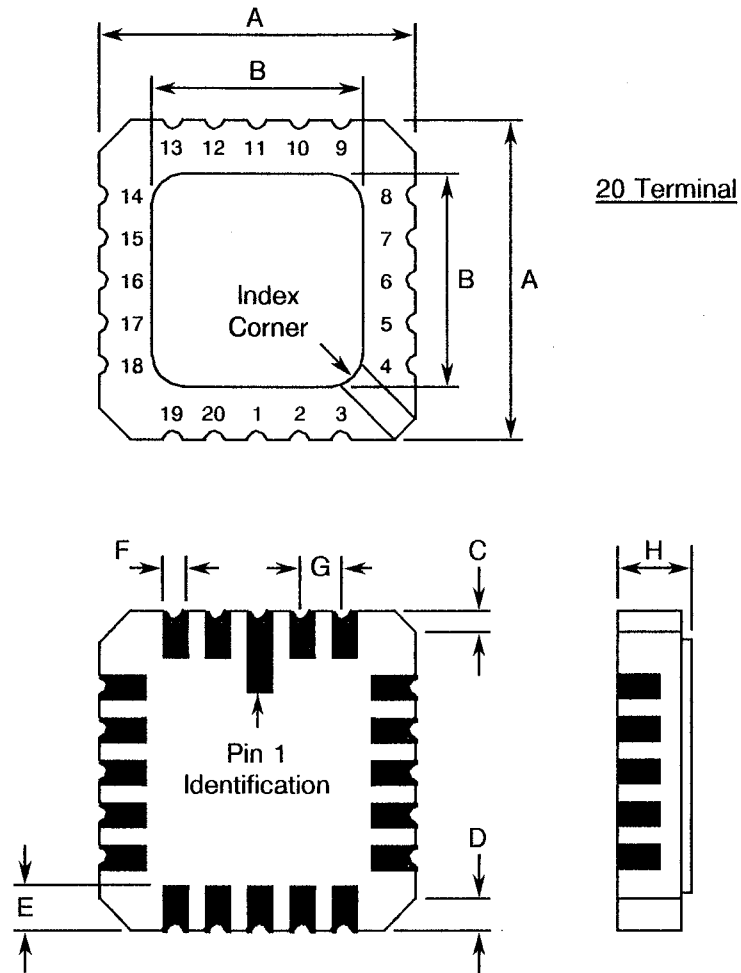 A
B
13 12 11 10 9
20 Terminal
14 8
15 7
16 6
17 5
18 4
Index
Corner
B
A
19 20 1 2 3
F
G
C
H
Pin 1
Identification
D
E